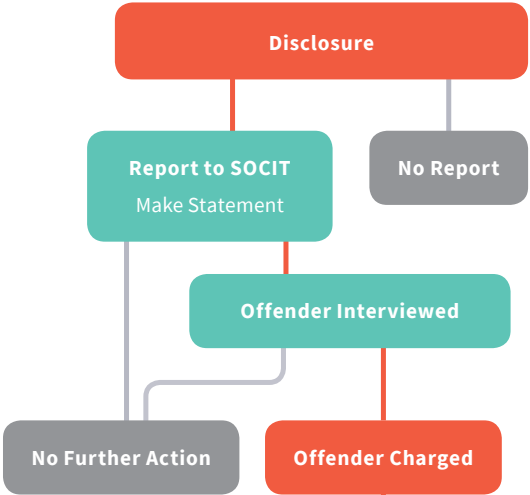 Disclosure
Report to SOCIT
Make Statement
No Report
Offender Interviewed
No Further Action
Offender Charged